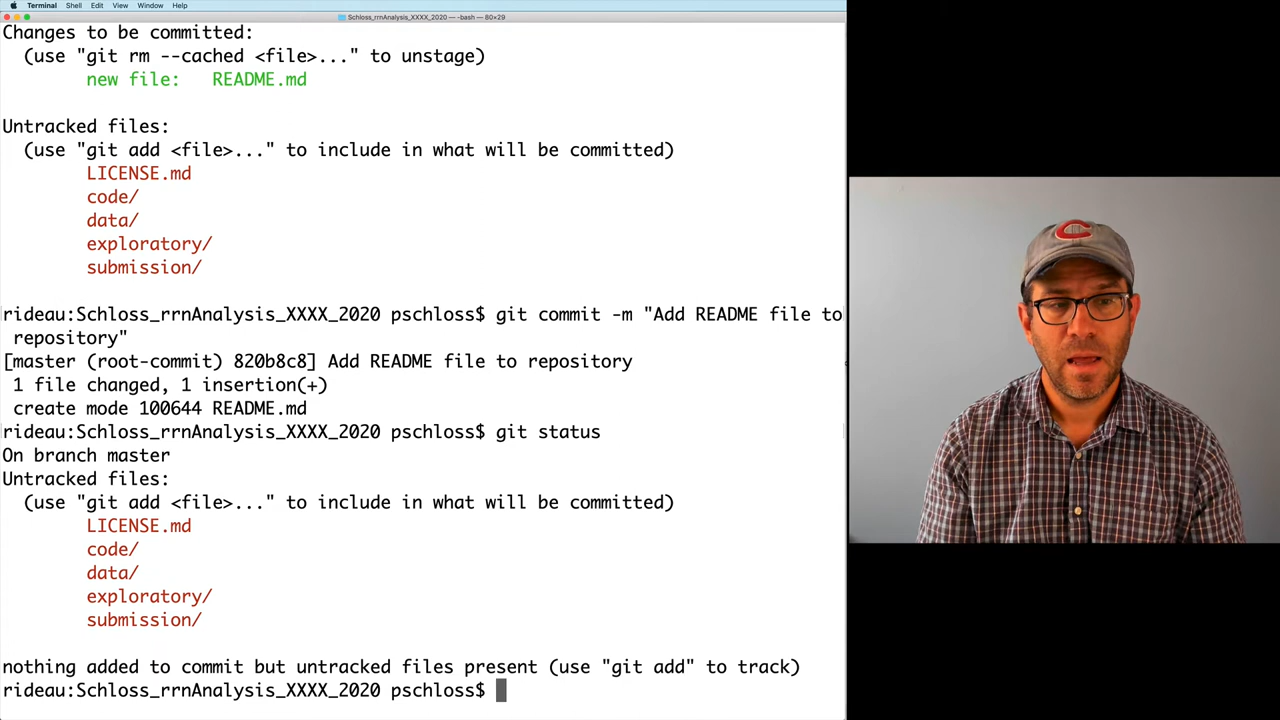 Terminal Shell Edit View Window Help
Schloss_rrnAnalysis_XXXX_2020 — -bash — 80×29
Changes to be committed:
(use "git rm --cached <file>..." to unstage)
new file: README.md
Untracked files:
(use "git add <file>..." to include in what will be committed)
LICENSE.md
code/
data/
exploratory/
submission/
rideau:Schloss_rrnAnalysis_XXXX_2020 pschloss$ git commit -m "Add README file to
repository"
[master (root-commit) 820b8c8] Add README file to repository
1 file changed, 1 insertion(+)
create mode 100644 README.md
rideau:Schloss_rrnAnalysis_XXXX_2020 pschloss$ git status
On branch master
Untracked files:
(use "git add <file>..." to include in what will be committed)
LICENSE.md
code/
data/
exploratory/
submission/
nothing added to commit but untracked files present (use "git add" to track)
rideau:Schloss_rrnAnalysis_XXXX_2020 pschloss$
C